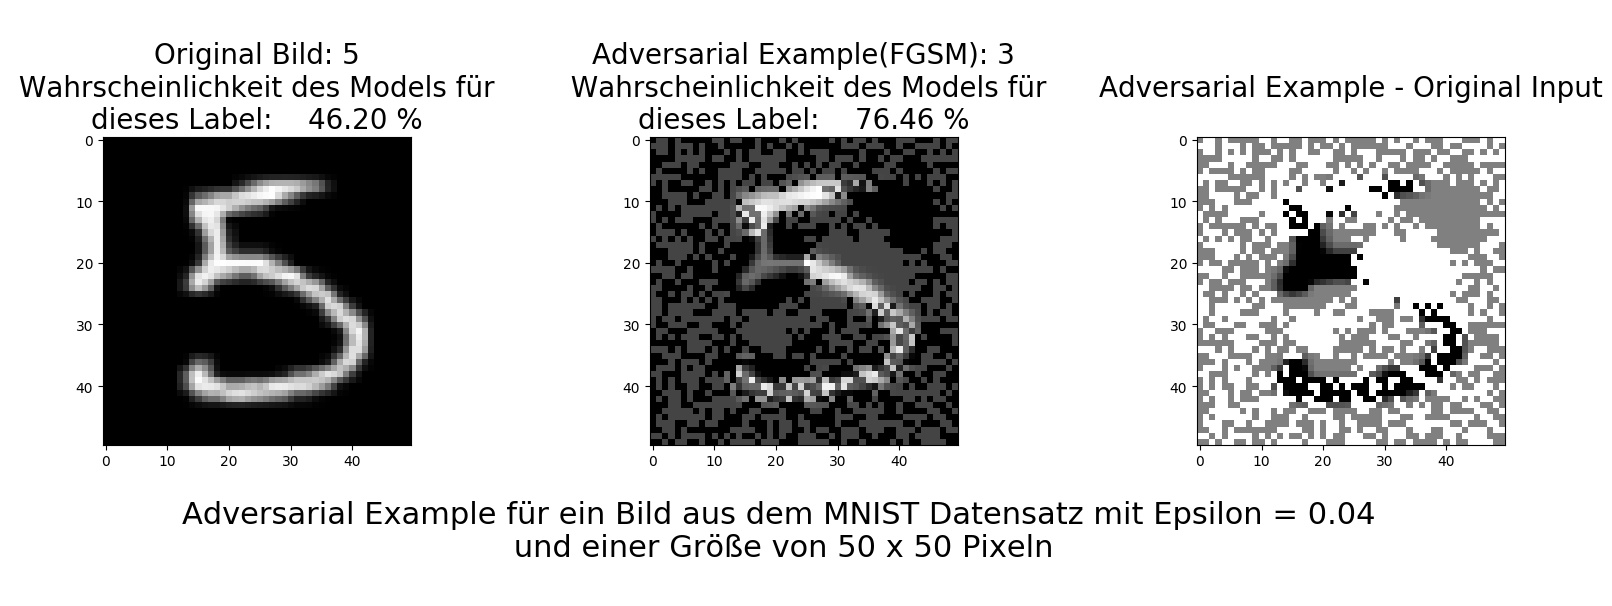 Original Bild: 5
Wahrscheinlichkeit des Models für
dieses Label: 46.20 %
0
10
20
30
40
0 10 20 30 40
Adversarial Example(FGSM): 3
Wahrscheinlichkeit des Models für
dieses Label: 76.46 %
0
10
20
30
40
0 10 20 30 40
Adversarial Example - Original Input
0
10
20
30
40
0 10 20 30 40
Adversarial Example für ein Bild aus dem MNIST Datensatz mit Epsilon = 0.04
und einer Größe von 50 x 50 Pixeln